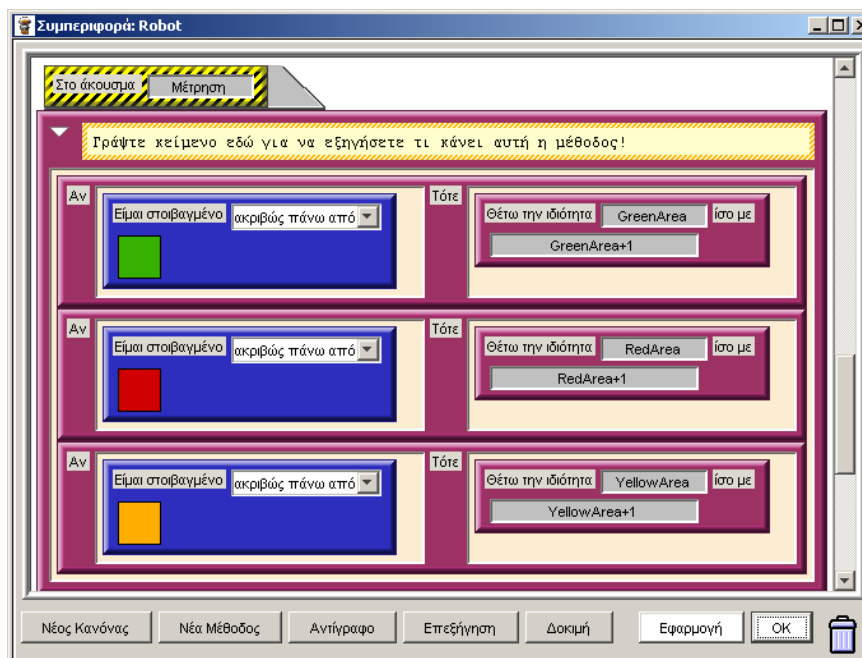 Συμπεριφορά: Robot
Στο άκουσμα Μέτρηση
Γράψτε κείμενο εδώ για να εξηγήσετε τι κάνει αυτή η μέθοδος!
Αν Είμαι στοιβαγμένο ακριβώς πάνω από Τότε Θέτω την ιδιότητα GreenArea ίσο με
GreenArea+1
Αν Είμαι στοιβαγμένο ακριβώς πάνω από Τότε Θέτω την ιδιότητα RedArea ίσο με
RedArea+1
Αν Είμαι στοιβαγμένο ακριβώς πάνω από Τότε Θέτω την ιδιότητα YellowArea ίσο με
YellowArea+1
Νέος Κανόνας Νέα Μέθοδος Αντίγραφο Επεξήγηση Δοκιμή Εφαρμογή OK